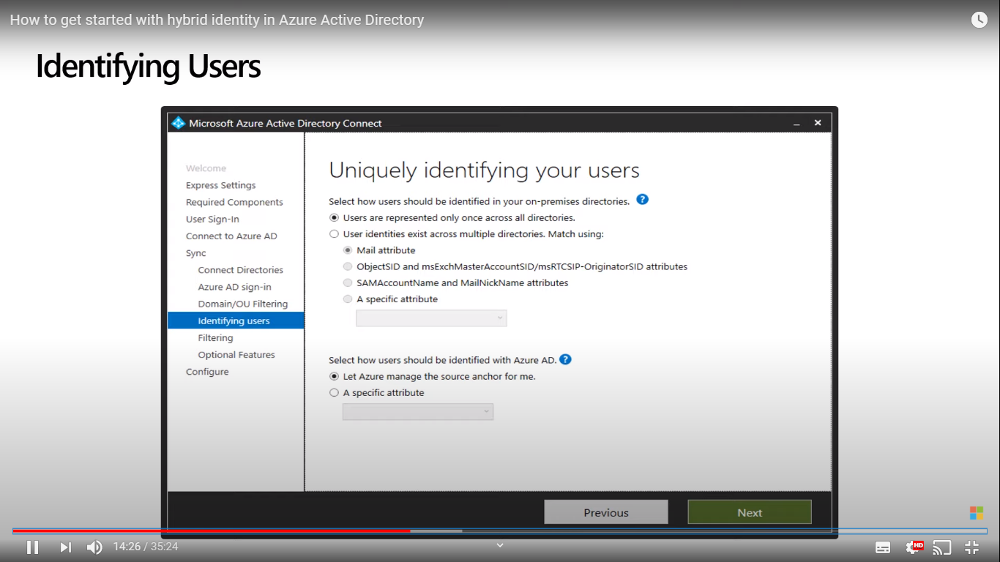 How to get started with hybrid identity in Azure Active Directory
Identifying Users
Microsoft Azure Active Directory Connect
Welcome
Express Settings
Required Components
User Sign-In
Connect to Azure AD
Sync
Connect Directories
Azure AD sign-in
Domain/OU Filtering
Identifying users
Filtering
Optional Features
Configure
Uniquely identifying your users
Select how users should be identified in your on-premises directories. ?
Users are represented only once across all directories.
User identities exist across multiple directories. Match using:
Mail attribute
ObjectSID and msExchMasterAccountSID/msRTCSIP-OriginatorSID attributes
SAMAccountName and MailNickName attributes
A specific attribute
Select how users should be identified with Azure AD. ?
Let Azure manage the source anchor for me.
A specific attribute
Previous
Next
14:26 / 35:24
HD